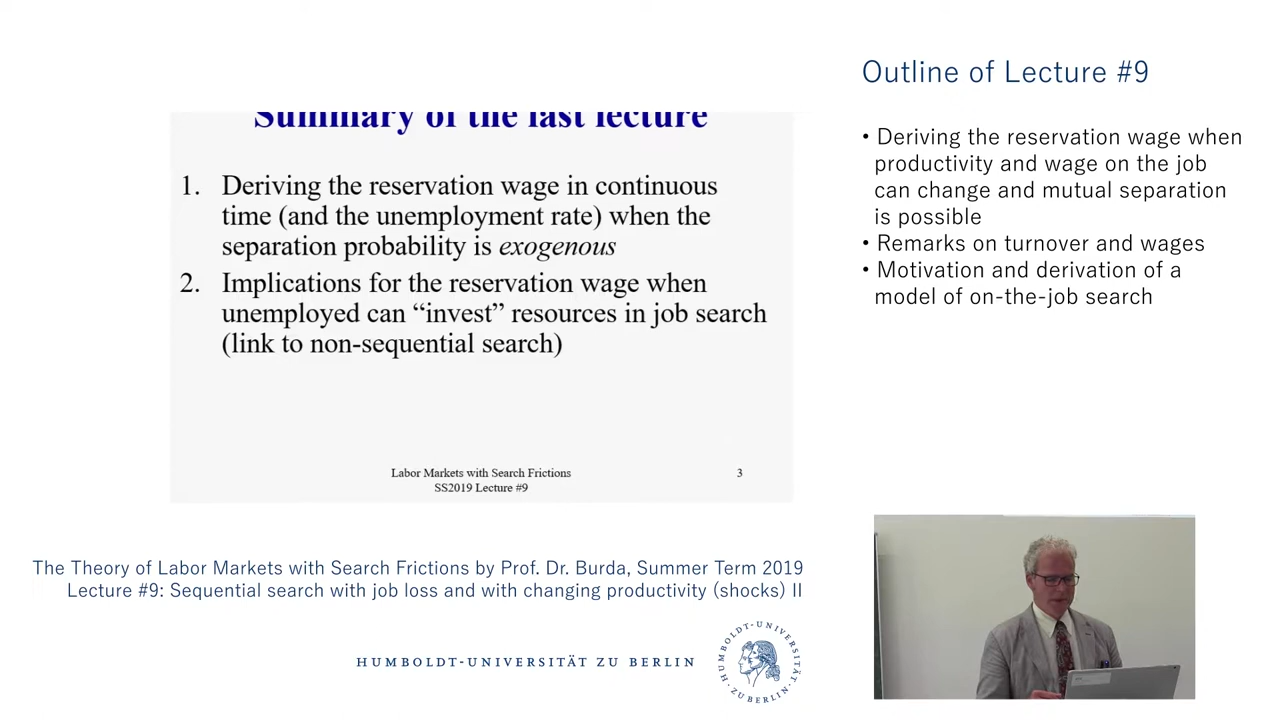 Summary of the last lecture
1. Deriving the reservation wage in continuous
time (and the unemployment rate) when the
separation probability is exogenous
2. Implications for the reservation wage when
unemployed can “invest” resources in job search
(link to non-sequential search)
Labor Markets with Search Frictions
SS2019 Lecture #9
3
Outline of Lecture #9
• Deriving the reservation wage when
productivity and wage on the job
can change and mutual separation
is possible
• Remarks on turnover and wages
• Motivation and derivation of a
model of on-the-job search
The Theory of Labor Markets with Search Frictions by Prof. Dr. Burda, Summer Term 2019
Lecture #9: Sequential search with job loss and with changing productivity (shocks) II
HUMBOLDT-UNIVERSITÄT ZU BERLIN
HUMBOLDT-UNIVERSITÄT · ZU BERLIN ·